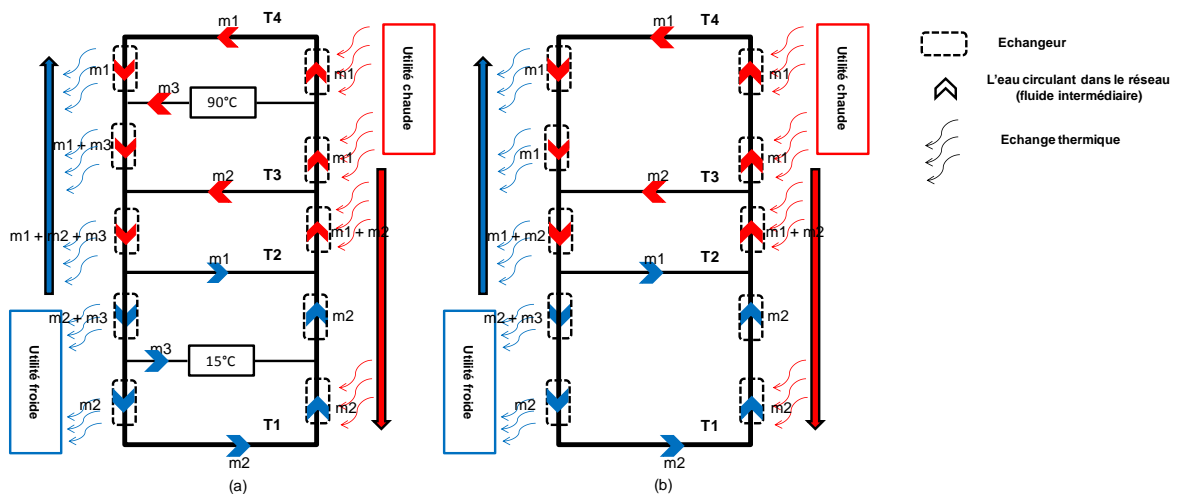 m1
T4
m1
m1
m3
90°C
Utilité chaude
m1 + m3
m1
m2
T3
m1 + m2 + m3
m1 + m2
m1
T2
m2 + m3
m2
m3
15°C
Utilité froide
m2
m2
T1
m2
(a)
m1
T4
m1
m1
Utilité chaude
m1
m1
m2
T3
m1 + m2
m1 + m2
m1
T2
m2 + m3
m2
Utilité froide
m2
m2
T1
m2
(b)
Echangeur
L'eau circulant dans le réseau
(fluide intermédiaire)
Echange thermique